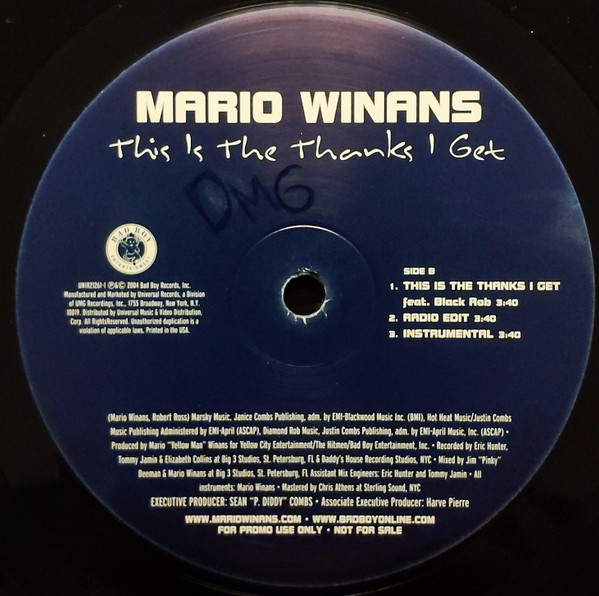 MARIO WINANS
This Is The Thanks I Get
DMG
BAD BOY
ENTERTAINMENT
UNIR21261-1 ℗&© 2004 Bad Boy Records, Inc.
Manufactured and Marketed by Universal Records, a Division
of UMG Recordings, Inc., 1755 Broadway, New York, N.Y.
10019. Distributed by Universal Music & Video Distribution,
Corp. All RightsReserved. Unauthorized duplication is a
violation of applicable laws. Printed in the USA.
SIDE B
1. THIS IS THE THANKS I GET
feat. Black Rob 3:40
2. RADIO EDIT 3:40
3. INSTRUMENTAL 3:40
(Mario Winans, Robert Ross) Marsky Music, Janice Combs Publishing, adm. by EMI-Blackwood Music Inc. (BMI), Hot Heat Music/Justin Combs
Music Publishing Administered by EMI-April (ASCAP), Diamond Rob Music, Justin Combs Publishing, adm. by EMI-April Music, Inc. (ASCAP) •
Produced by Mario "Yellow Man" Winans for Yellow City Entertainment/The Hitmen/Bad Boy Entertainment, Inc. • Recorded by Eric Hunter,
Tommy Jamin & Elizabeth Collins at Big 3 Studios, St. Petersburg, FL & Daddy's House Recording Studios, NYC • Mixed by Jim "Pinky"
Beeman & Mario Winans at Big 3 Studios, St. Petersburg, FL Assistant Mix Engineers: Eric Hunter and Tommy Jamin • All
instruments: Mario Winans • Mastered by Chris Athens at Sterling Sound, NYC
EXECUTIVE PRODUCER: SEAN "P. DIDDY" COMBS • Associate Executive Producer: Harve Pierre
WWW.MARIOWINANS.COM • WWW.BADBOYONLINE.COM
FOR PROMO USE ONLY • NOT FOR SALE